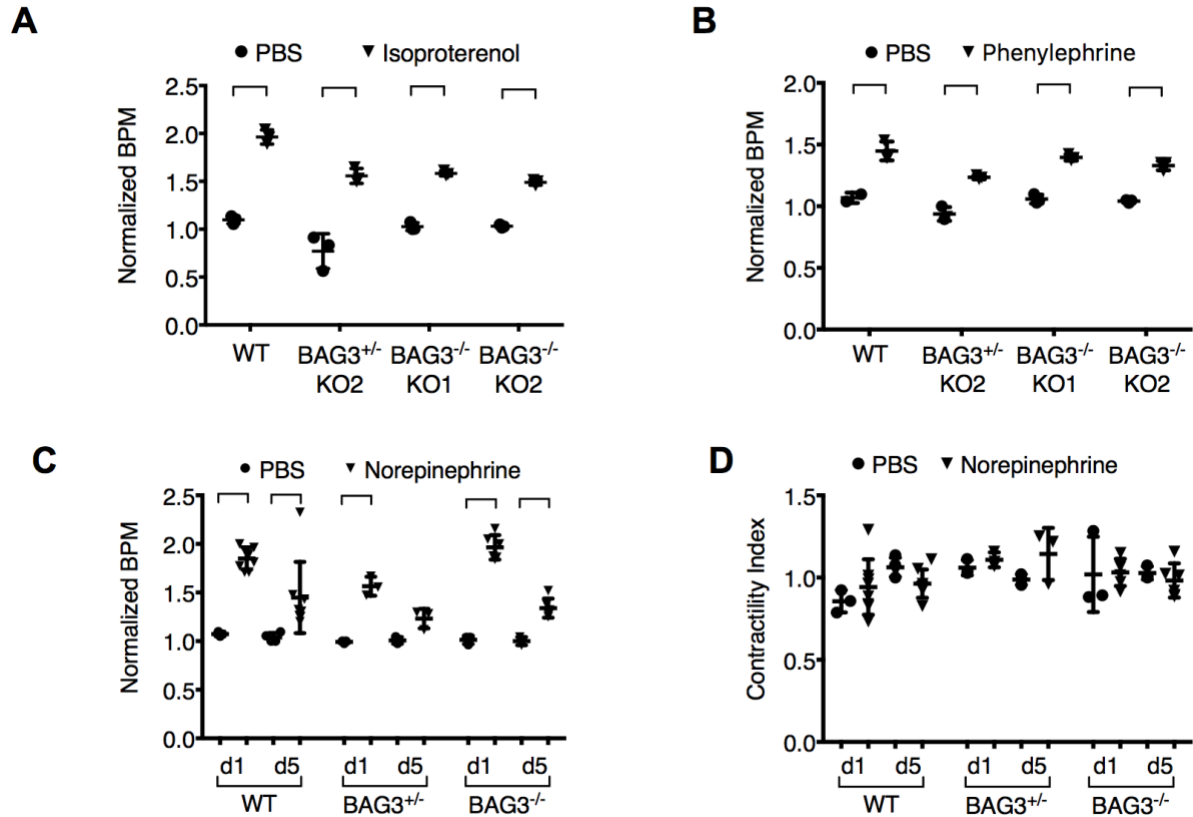 A
PBS Isoproterenol
Normalized BPM
2.5
2.0
1.5
1.0
0.5
0.0
WT BAG3+/- BAG3-/- BAG3-/-
KO2 KO1 KO2
B
PBS Phenylephrine
Normalized BPM
2.0
1.5
1.0
0.5
0.0
WT BAG3+/- BAG3-/- BAG3-/-
KO2 KO1 KO2
C
PBS Norepinephrine
Normalized BPM
2.5
2.0
1.5
1.0
0.5
0.0
d1 d5 d1 d5 d1 d5
WT BAG3+/- BAG3-/-
D
PBS Norepinephrine
Contractility Index
1.5
1.0
0.5
0.0
d1 d5 d1 d5 d1 d5
WT BAG3+/- BAG3-/-